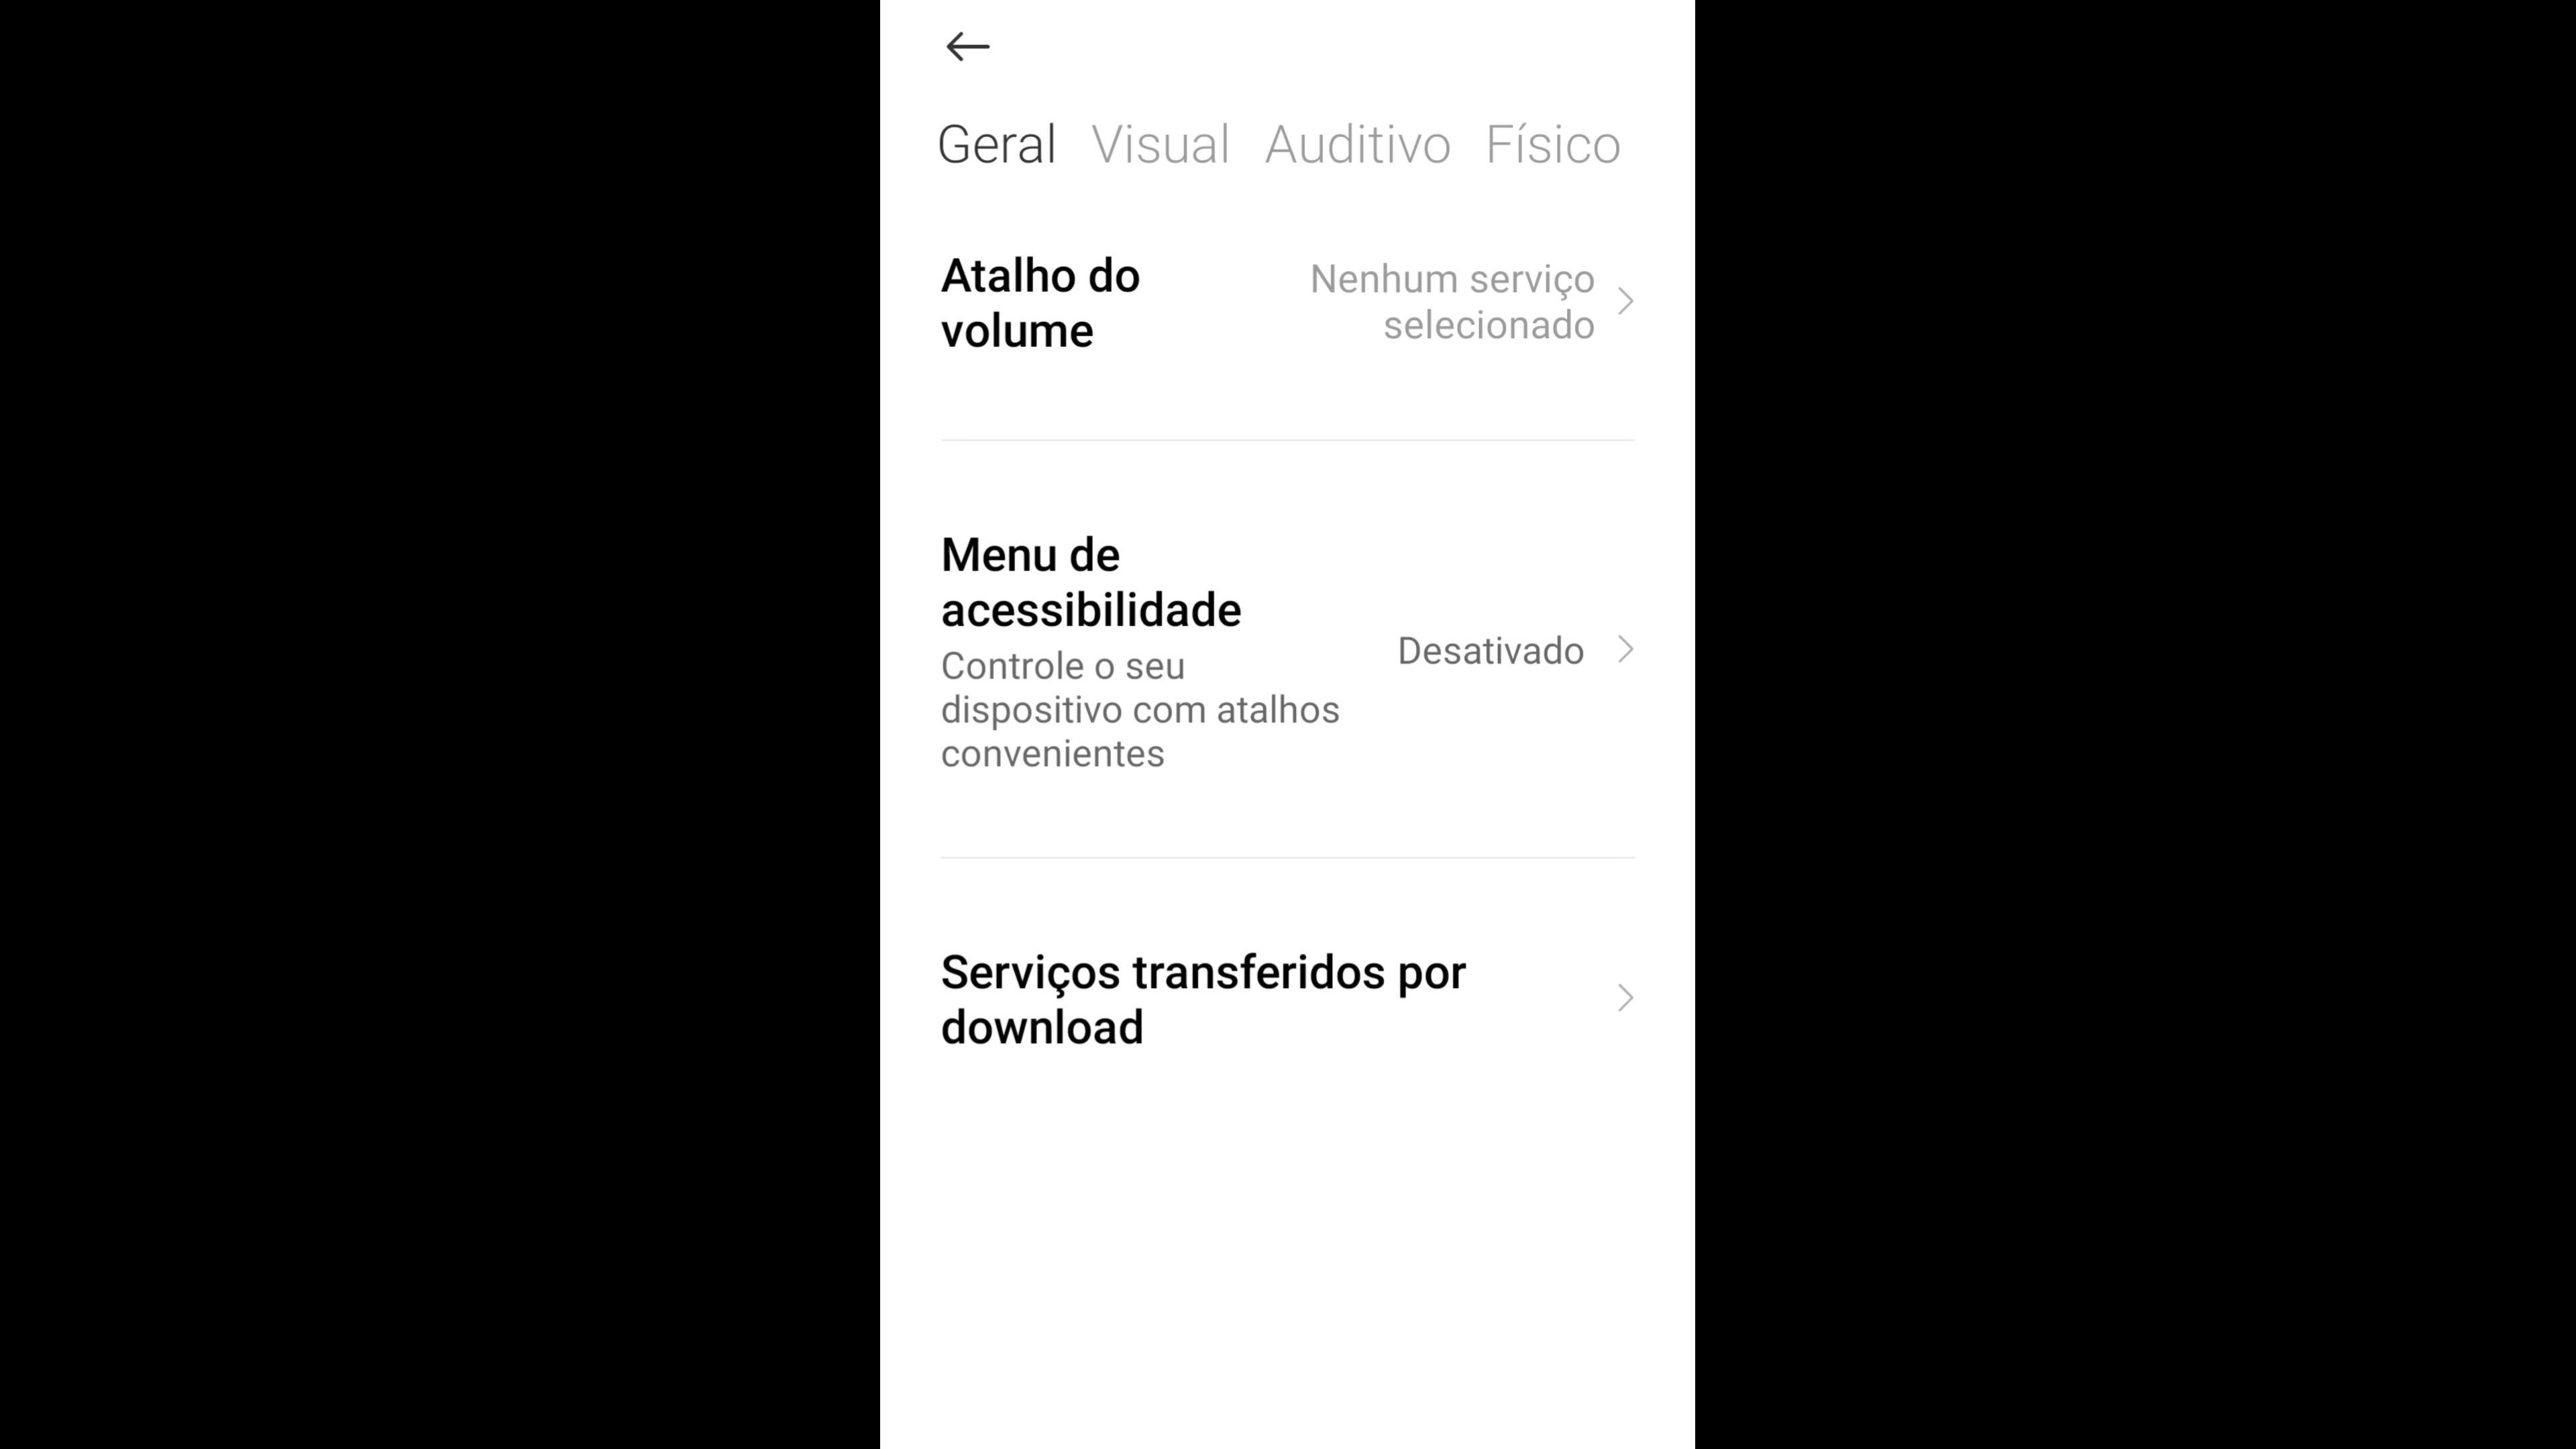 Geral Visual Auditivo Físico
Atalho do
volume
Nenhum serviço
selecionado
Menu de
acessibilidade
Controle o seu
dispositivo com atalhos
convenientes
Desativado
Serviços transferidos por
download